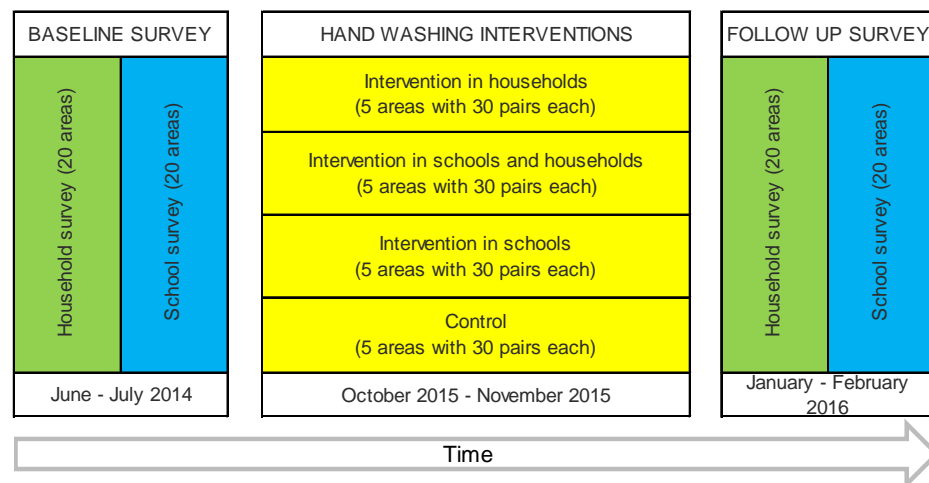 BASELINE SURVEY
Household survey (20 areas)
School survey (20 areas)
June - July 2014
HAND WASHING INTERVENTIONS
Intervention in households
(5 areas with 30 pairs each)
Intervention in schools and households
(5 areas with 30 pairs each)
Intervention in schools
(5 areas with 30 pairs each)
Control
(5 areas with 30 pairs each)
October 2015 - November 2015
FOLLOW UP SURVEY
Household survey (20 areas)
School survey (20 areas)
January - February
2016
Time